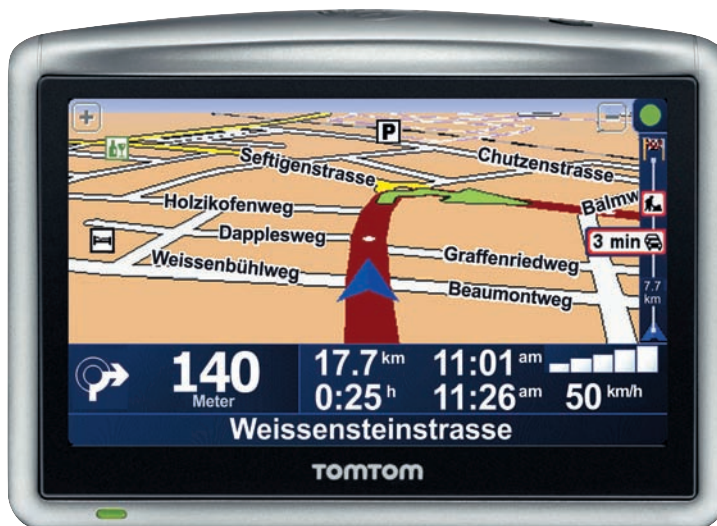 P
Seftigenstrasse
Chutzenstrasse
Holzikofenweg
Bälmw
Dapplesweg
3 min
Graffenriedweg
Weissenbühlweg
Beaumontweg
7.7
km
140
Meter
17.7 km
11:01 am
0:25 h
11:26 am
50 km/h
Weissensteinstrasse
TOMTOM